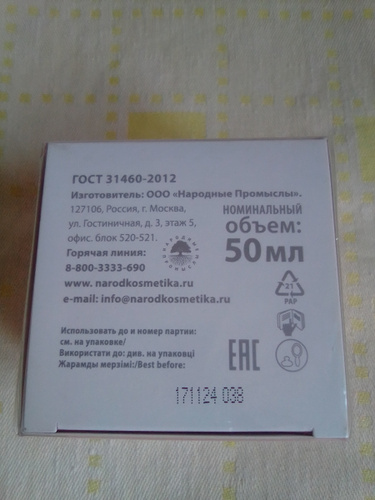 ГОСТ 31460-2012
Изготовитель: ООО «Народные Промыслы».
127106, Россия, г. Москва,
ул. Гостиничная, д. 3, этаж 5,
офис. блок 520-521.
Горячая линия:
8-800-3333-690
www. narodkosmetika.ru
e-mail: info@narodkosmetika.ru
НОМИНАЛЬНЫЙ
объем:
50 мл
21
PAP
Использовать до и номер партии:
см. на упаковке/
Використати до: див. на упаковці
Жарамды мерзімі:/Best before:
EAC
171124 038